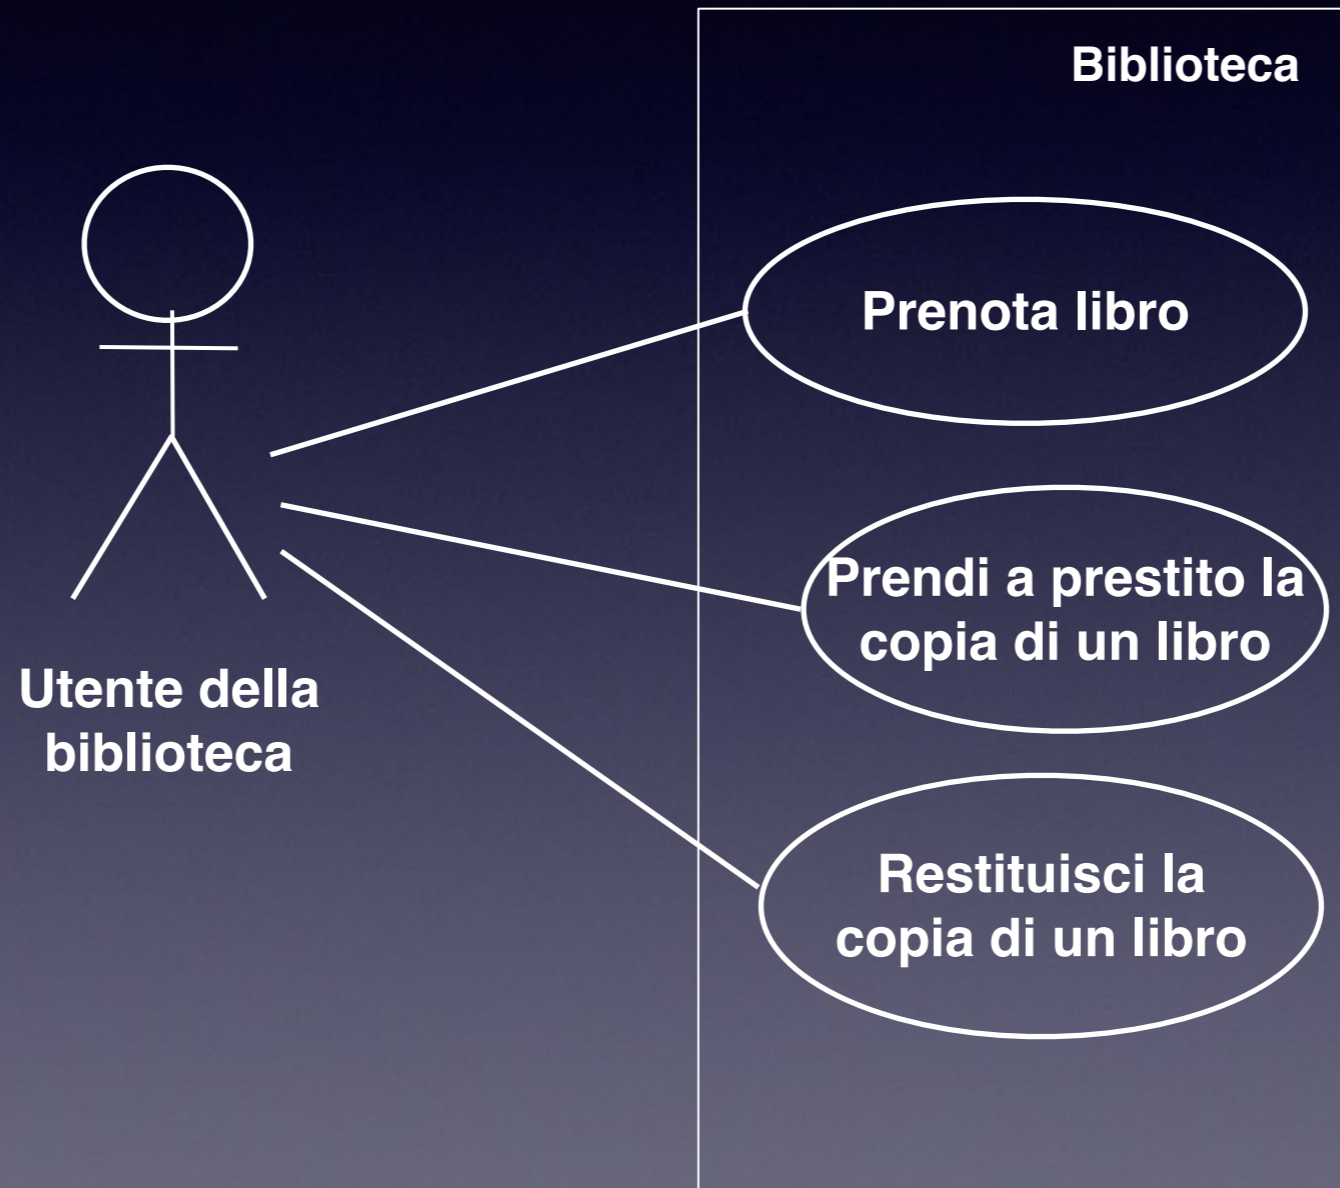 Biblioteca
Prenota libro
Prendi a prestito la
copia di un libro
Utente della
biblioteca
Restituisci la
copia di un libro